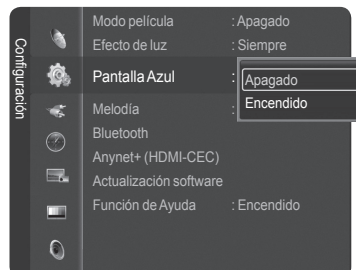 Configuración
Modo película : Apagado
Efecto de luz : Siempre
Pantalla Azul : Apagado
Encendido
Melodía :
Bluetooth
Anynet+ (HDMI-CEC)
Actualización software
Función de Ayuda : Encendido